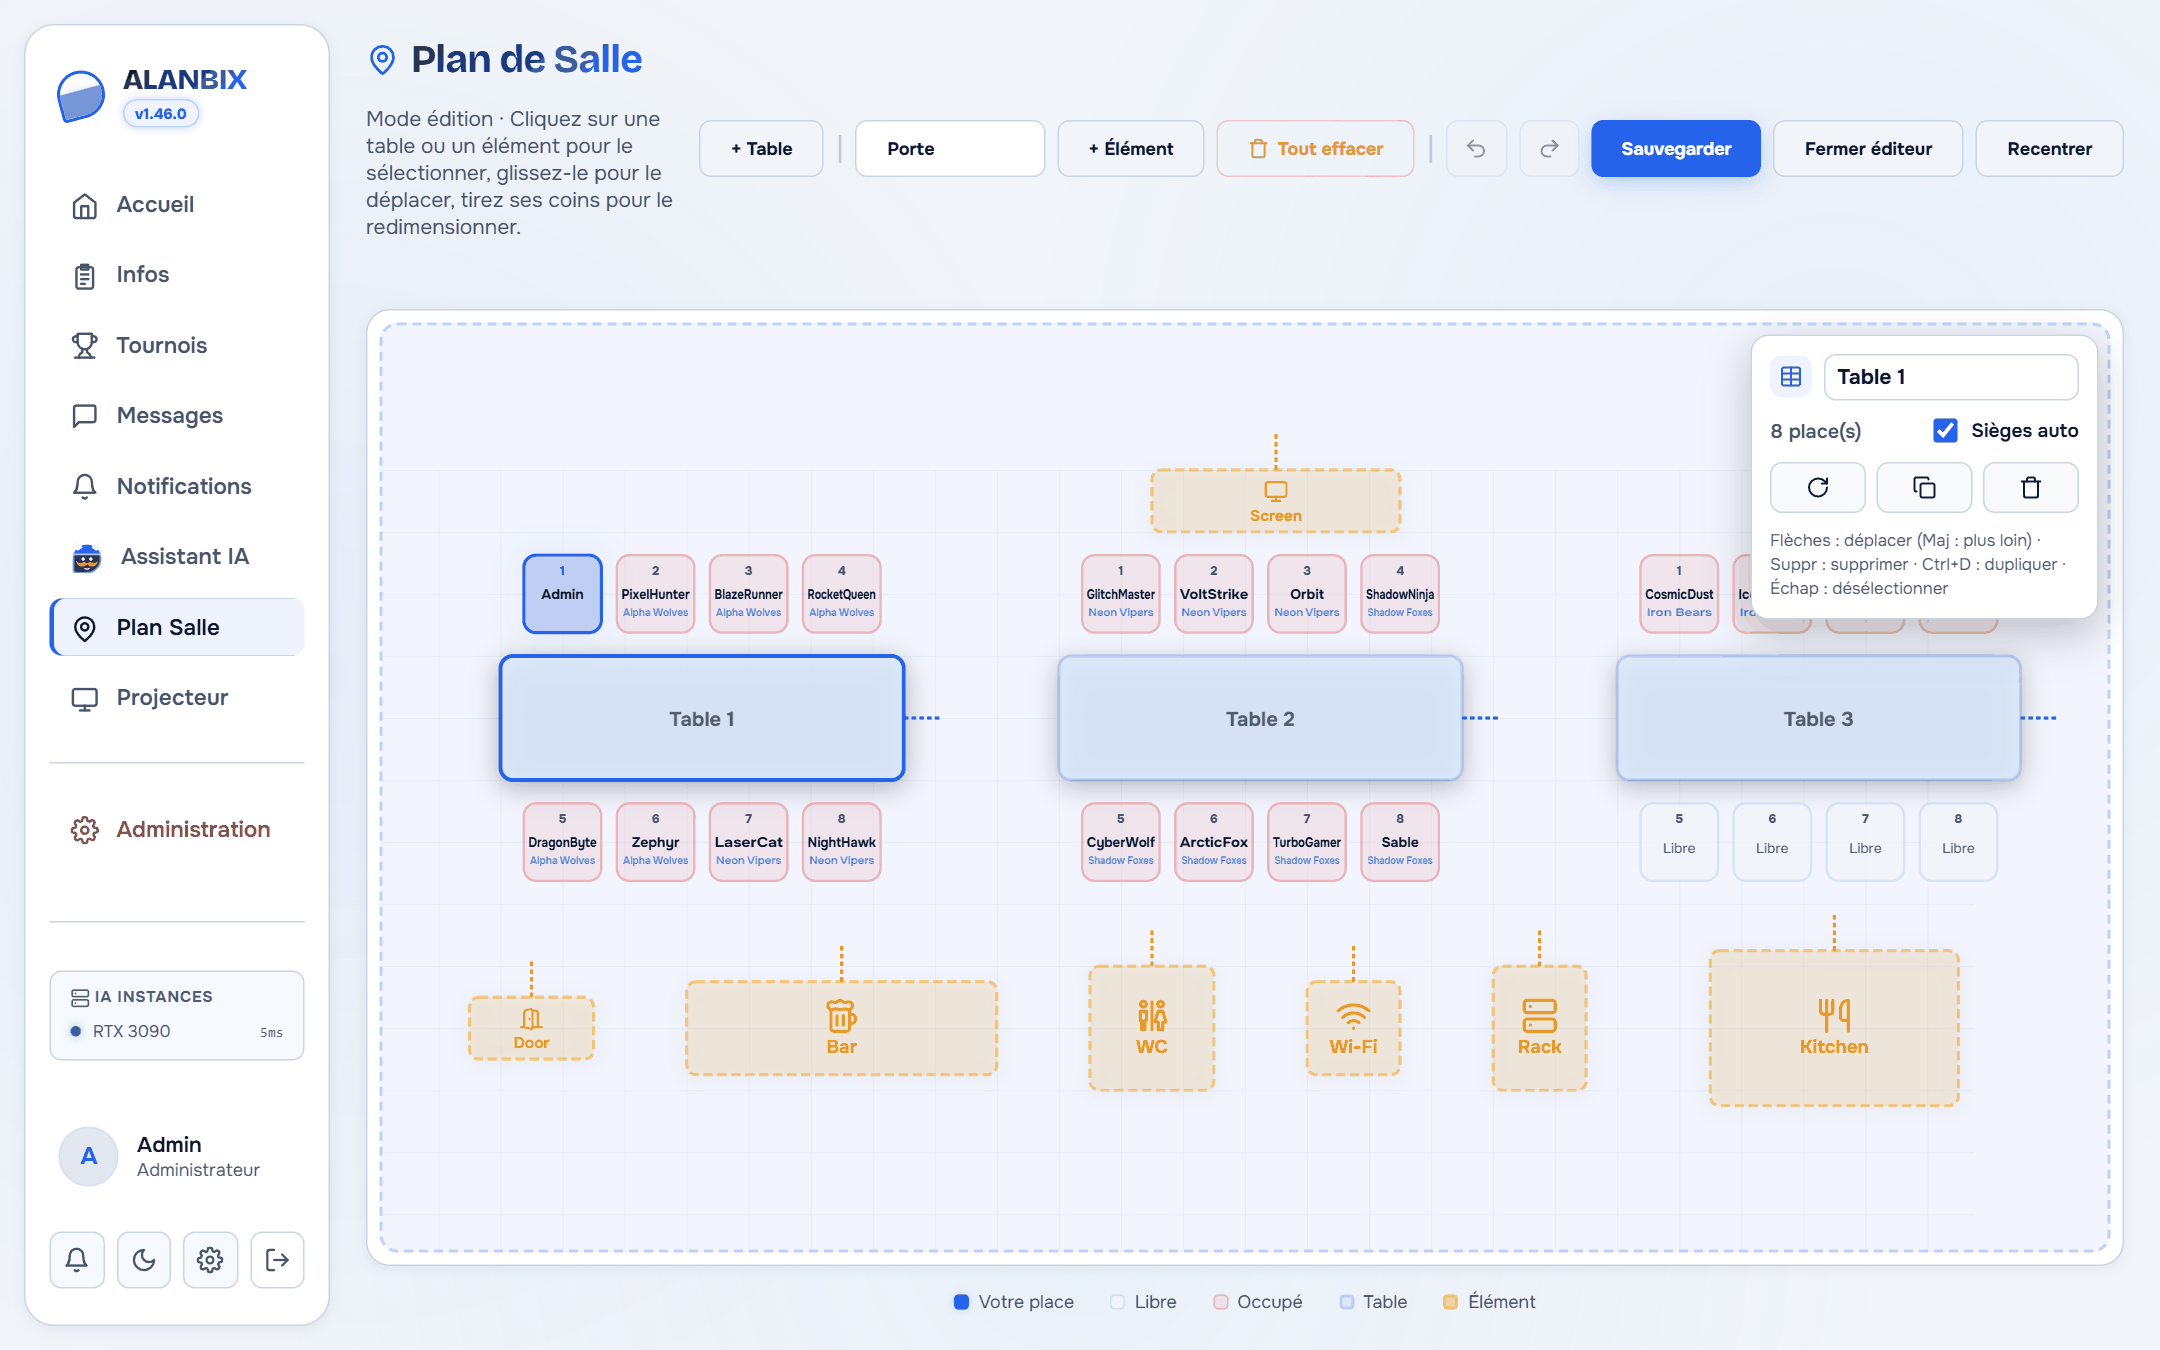 ALANBIX
v1.46.0
Accueil
Infos
Tournois
Messages
Notifications
Assistant IA
Plan Salle
Projecteur
Administration
IA INSTANCES
RTX 3090
5ms
A
Admin
Administrateur
Plan de Salle
Mode édition · Cliquez sur une
table ou un élément pour le
sélectionner, glissez-le pour le
déplacer, tirez ses coins pour le
redimensionner.
+ Table
Porte
+ Élément
Tout effacer
Sauvegarder
Fermer éditeur
Recentrer
Table 1
8 place(s)
Sièges auto
Flèches : déplacer (Maj : plus loin) ·
Suppr : supprimer · Ctrl+D : dupliquer ·
Échap : désélectionner
Screen
1
Admin
2
PixelHunter
Alpha Wolves
3
BlazeRunner
Alpha Wolves
4
RocketQueen
Alpha Wolves
Table 1
5
DragonByte
Alpha Wolves
6
Zephyr
Alpha Wolves
7
LaserCat
Neon Vipers
8
NightHawk
Neon Vipers
1
GlitchMaster
Neon Vipers
2
VoltStrike
Neon Vipers
3
Orbit
Neon Vipers
4
ShadowNinja
Shadow Foxes
Table 2
5
CyberWolf
Shadow Foxes
6
ArcticFox
Shadow Foxes
7
TurboGamer
Shadow Foxes
8
Sable
Shadow Foxes
1
CosmicDust
Iron Bears
Table 3
5
Libre
6
Libre
7
Libre
8
Libre
Door
Bar
WC
Wi-Fi
Rack
Kitchen
Votre place
Libre
Occupé
Table
Élément